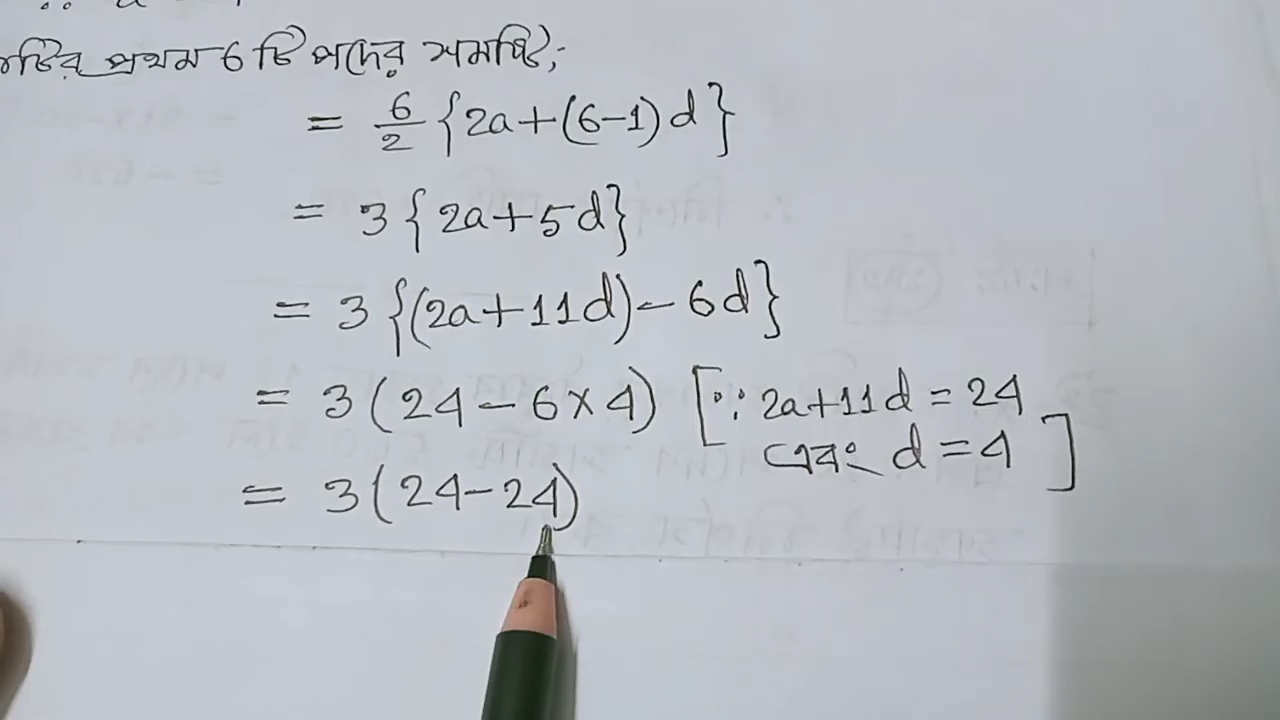 ∴ a
প্রথম 6 টি পদের সমষ্টি;
= 6/2 {2a+(6-1)d}
= 3{2a+5d}
= 3{(2a+11d)-6d}
= 3(24-6×4) [∵ 2a+11d=24
এবং d=4]
= 3(24-24)